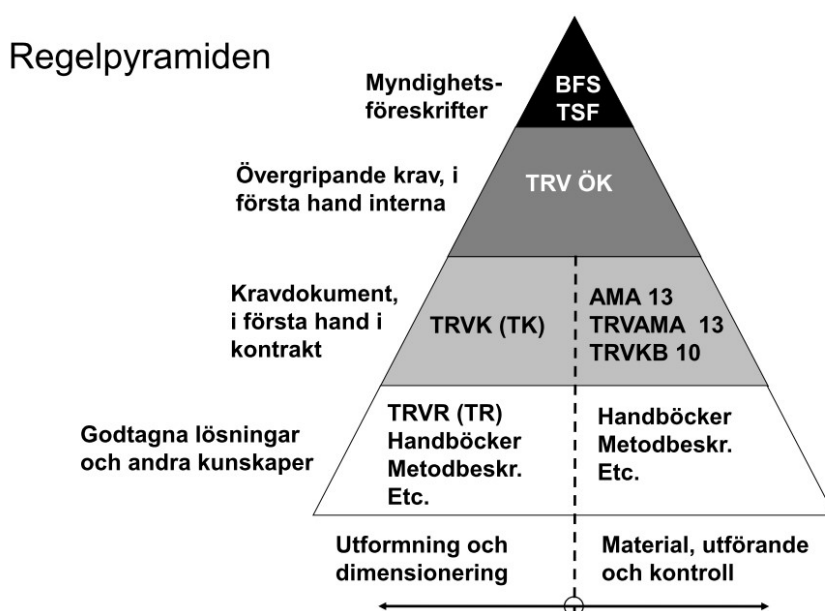 Regelpyramiden
Myndighets-
föreskrifter
BFS
TSF
Övergripande krav, i
första hand interna
TRV ÖK
Kravdokument,
i första hand i
kontrakt
TRVK (TK)
AMA 13
TRVAMA 13
TRVKB 10
Godtagna lösningar
och andra kunskaper
TRVR (TR)
Handböcker
Metodbeskr.
Etc.
Handböcker
Metodbeskr.
Etc.
Utformning och
dimensionering
Material, utförande
och kontroll